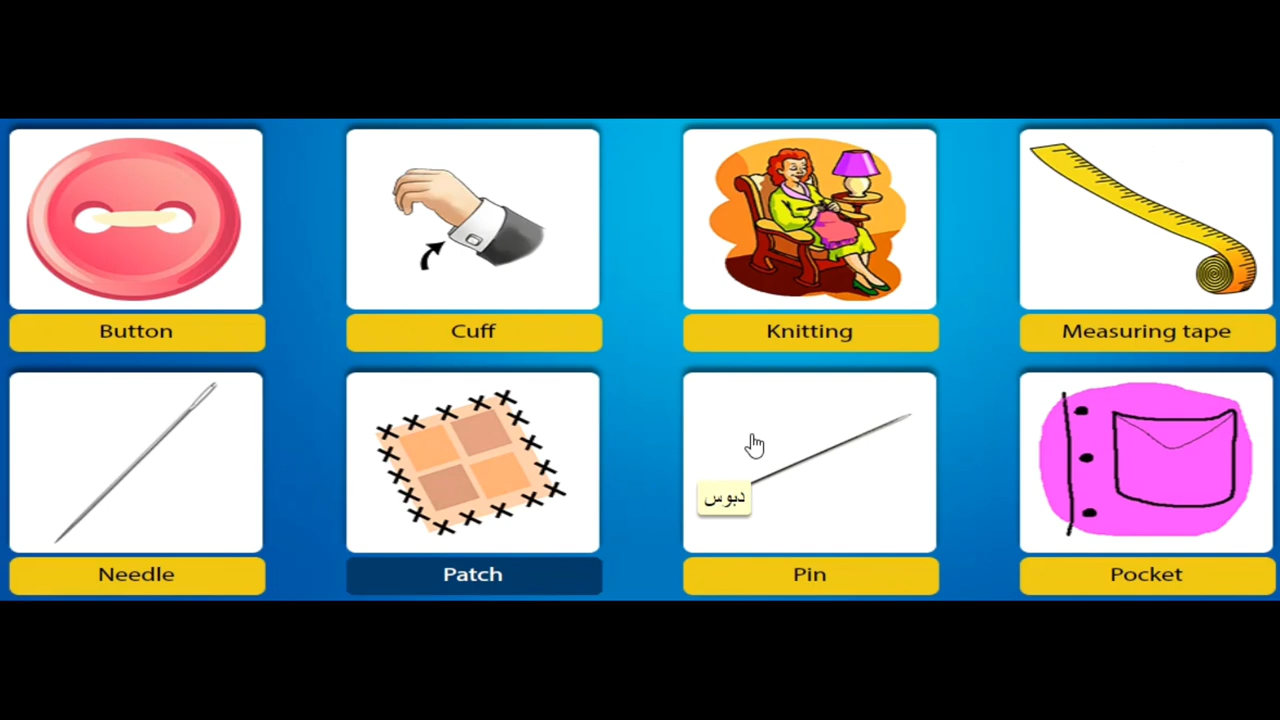 Button
Cuff
Knitting
Measuring tape
دبوس
Needle
Patch
Pin
Pocket